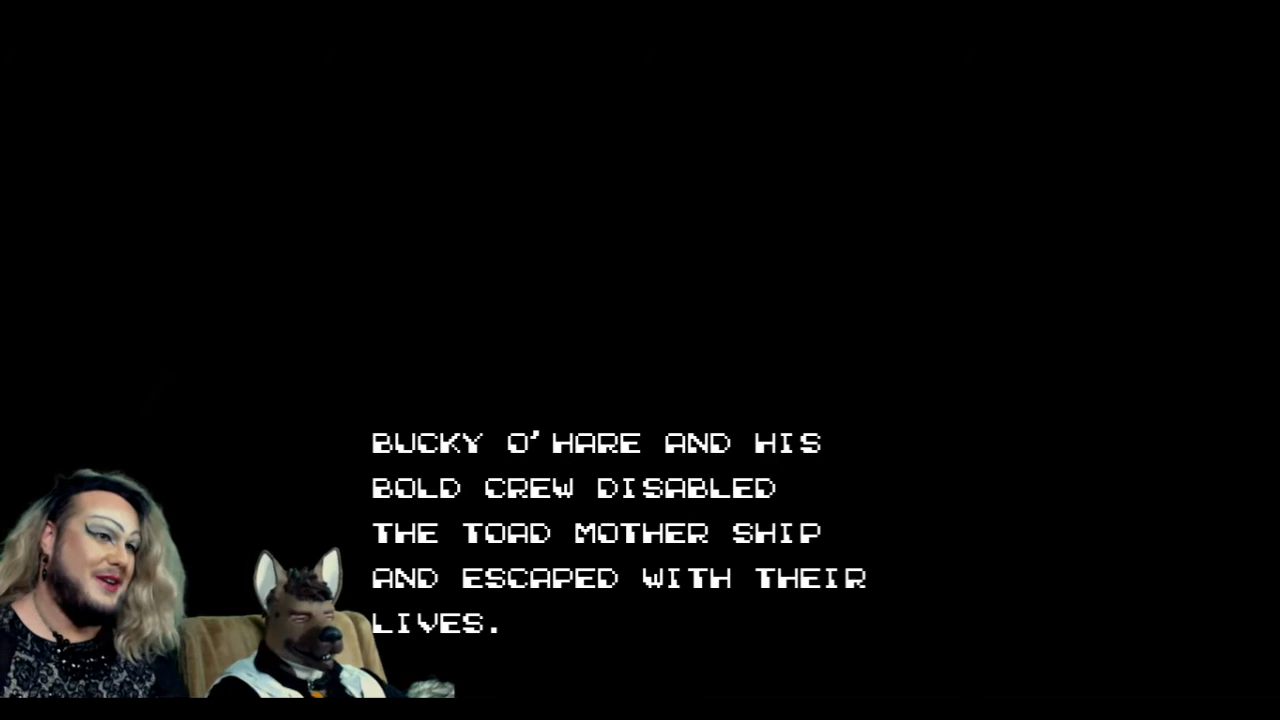 BUCKY O'HARE AND HIS
BOLD CREW DISABLED
THE TOAD MOTHER SHIP
AND ESCAPED WITH THEIR
LIVES.